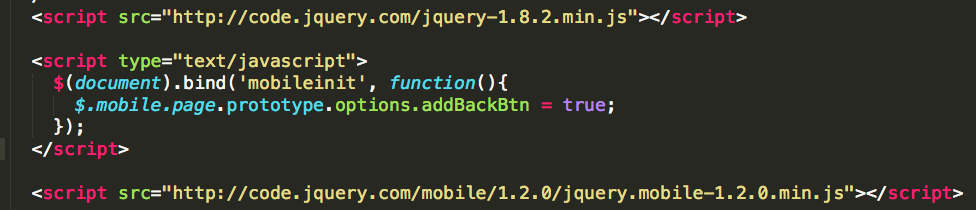 <script src="http://code.jquery.com/jquery-1.8.2.min.js"></script>
<script type="text/javascript">
$(document).bind('mobileinit', function(){
$.mobile.page.prototype.options.addBackBtn = true;
});
</script>
<script src="http://code.jquery.com/mobile/1.2.0/jquery.mobile-1.2.0.min.js"></script>